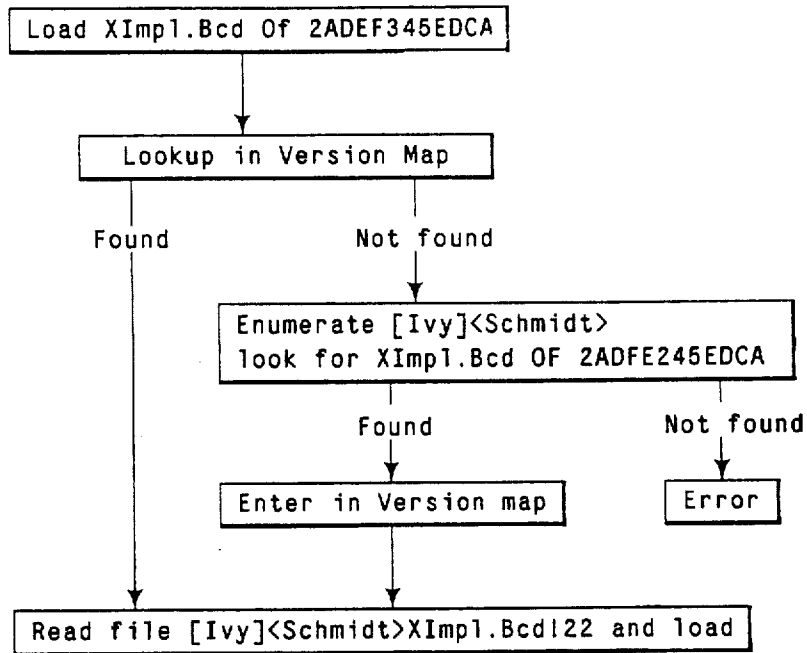 Load XImpl.Bcd Of 2ADEF345EDCA
Lookup in Version Map
Found
Not found
Enumerate [Ivy]<Schmidt>
look for XImpl.Bcd OF 2ADFE245EDCA
Found
Not found
Enter in Version map
Error
Read file [Ivy]<Schmidt>XImpl.Bcd!22 and load